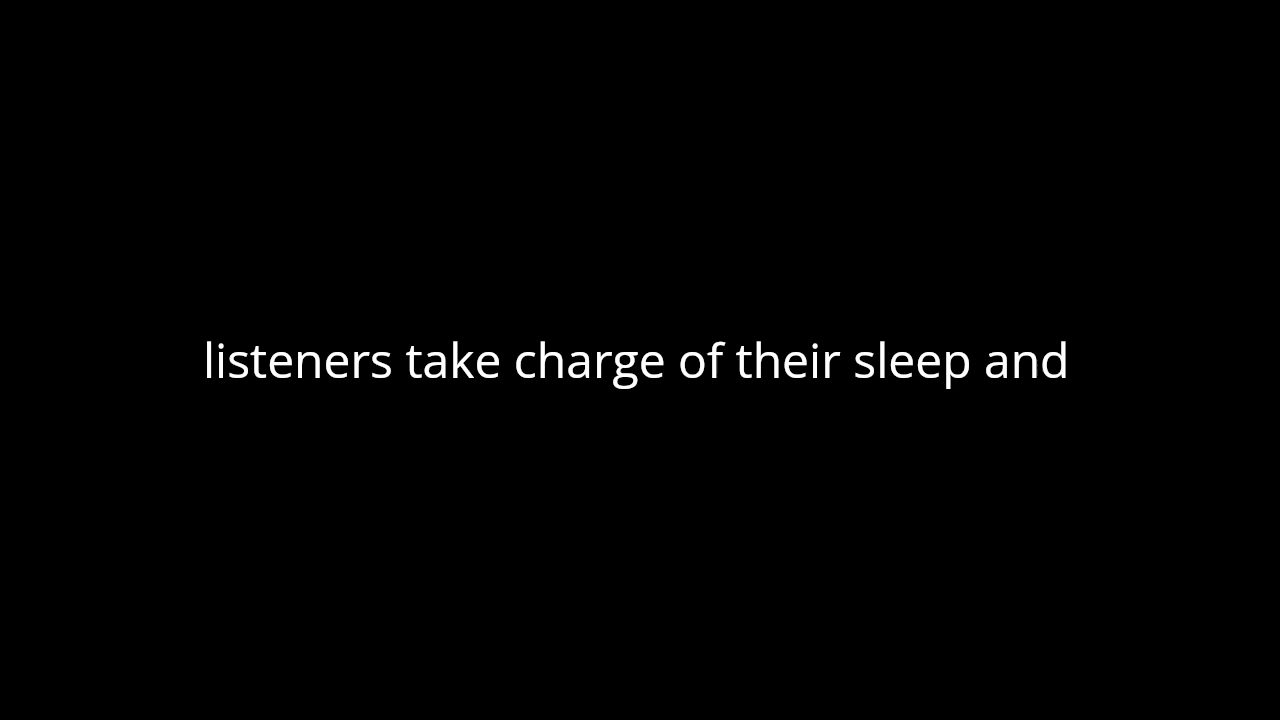 listeners take charge of their sleep and